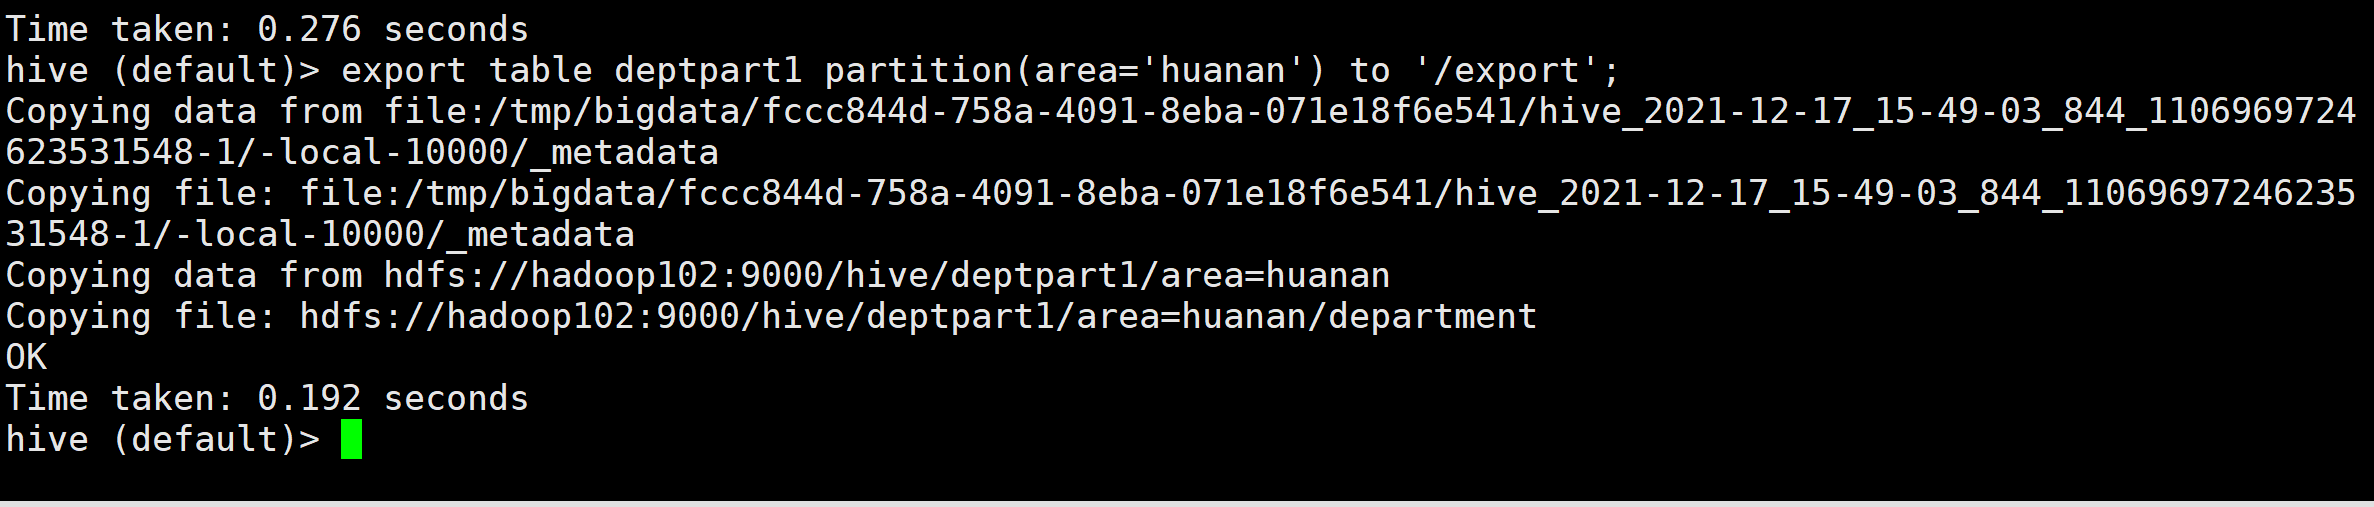 Time taken: 0.276 seconds
hive (default)> export table deptpart1 partition(area='huanan') to '/export';
Copying data from file:/tmp/bigdata/fccc844d-758a-4091-8eba-071e18f6e541/hive_2021-12-17_15-49-03_844_1106969724
623531548-1/-local-10000/_metadata
Copying file: file:/tmp/bigdata/fccc844d-758a-4091-8eba-071e18f6e541/hive_2021-12-17_15-49-03_844_11069697246235
31548-1/-local-10000/_metadata
Copying data from hdfs://hadoop102:9000/hive/deptpart1/area=huanan
Copying file: hdfs://hadoop102:9000/hive/deptpart1/area=huanan/department
OK
Time taken: 0.192 seconds
hive (default)>